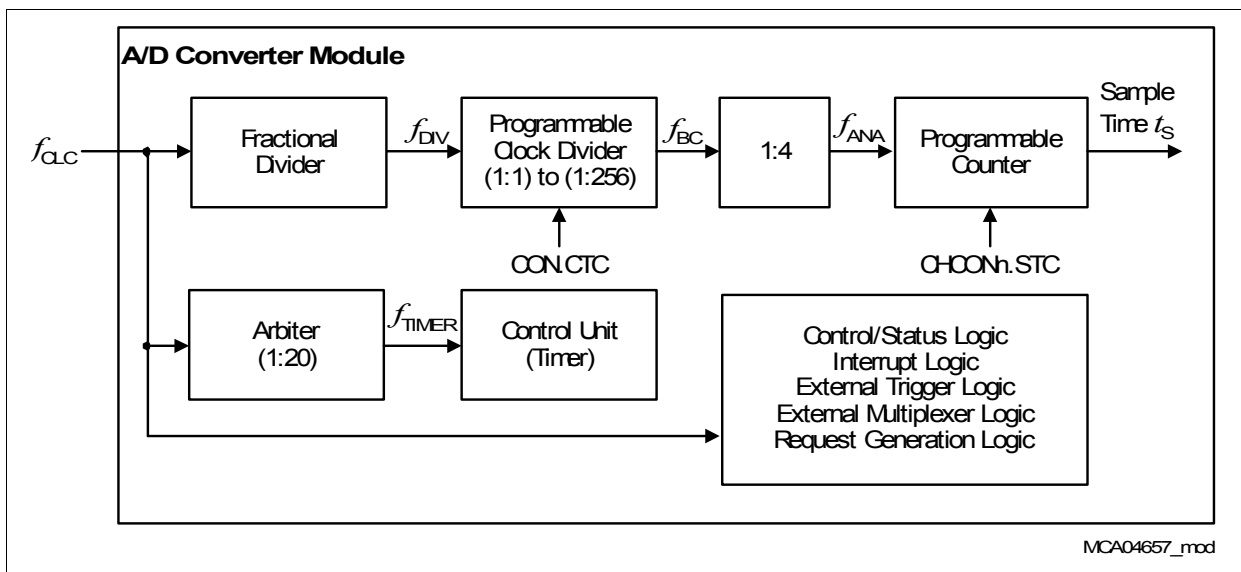 A/D Converter Module
fCLC
Fractional
Divider
fDIV
Programmable
Clock Divider
(1:1) to (1:256)
fBC
1:4
fANA
Programmable
Counter
Sample
Time tS
CON.CTC
CHCONn.STC
Arbiter
(1:20)
fTIMER
Control Unit
(Timer)
Control/Status Logic
Interrupt Logic
External Trigger Logic
External Multiplexer Logic
Request Generation Logic
MCA04657_mod